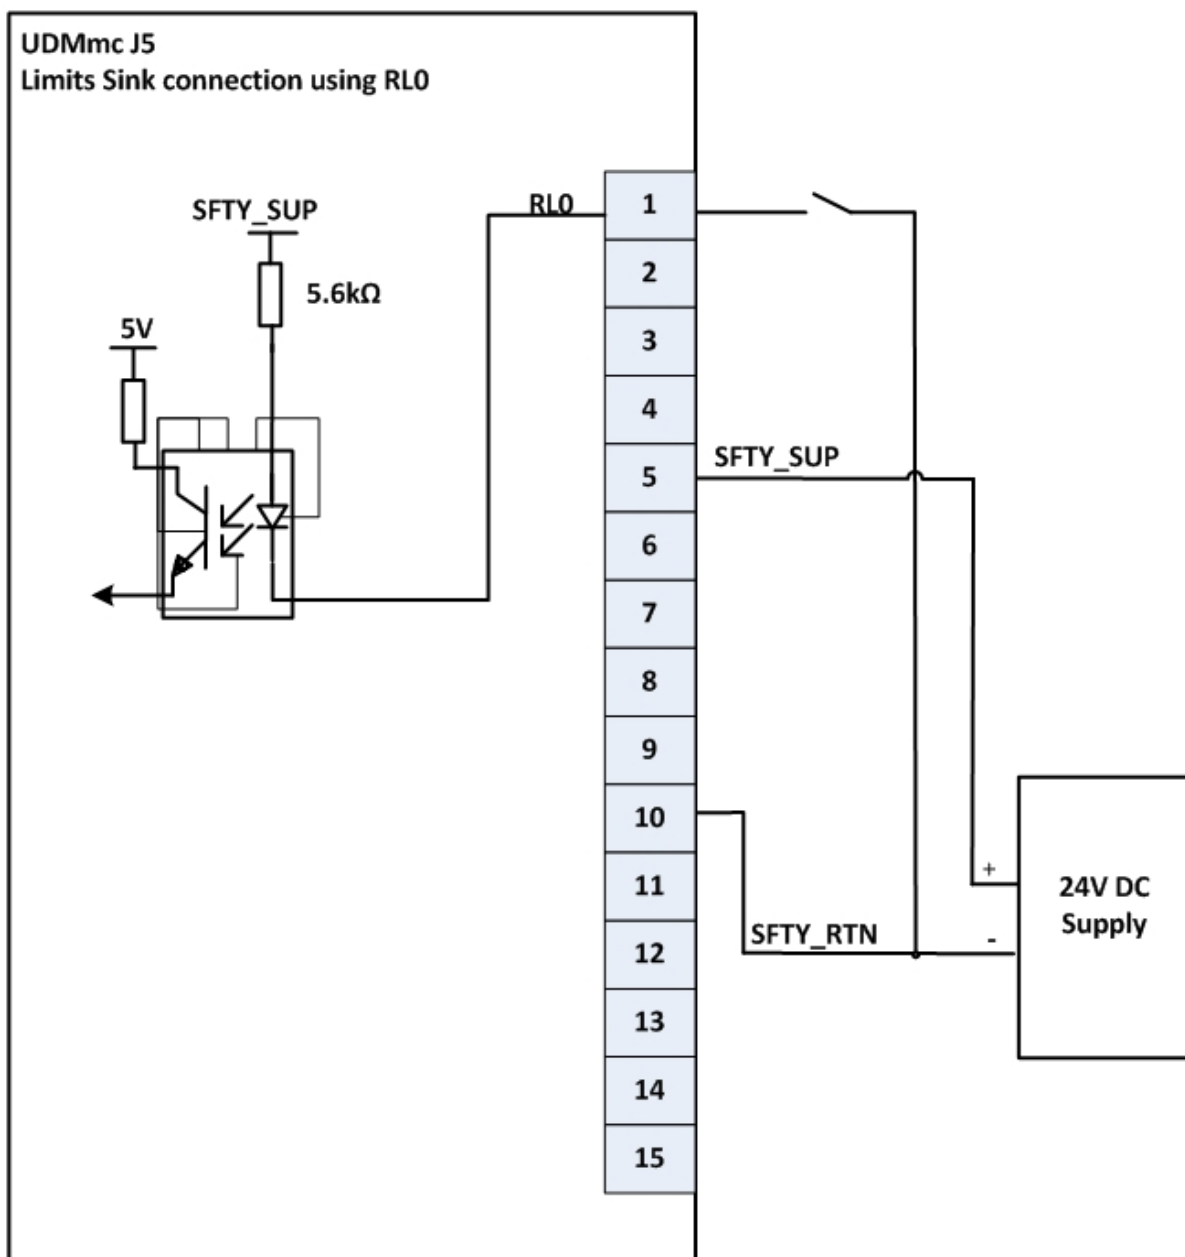 UDMmc J5
Limits Sink connection using RL0
SFTY_SUP
5.6kΩ
5V
RL0
1
2
3
4
5
6
7
8
9
10
11
12
13
14
15
SFTY_SUP
SFTY_RTN
+
-
24V DC
Supply